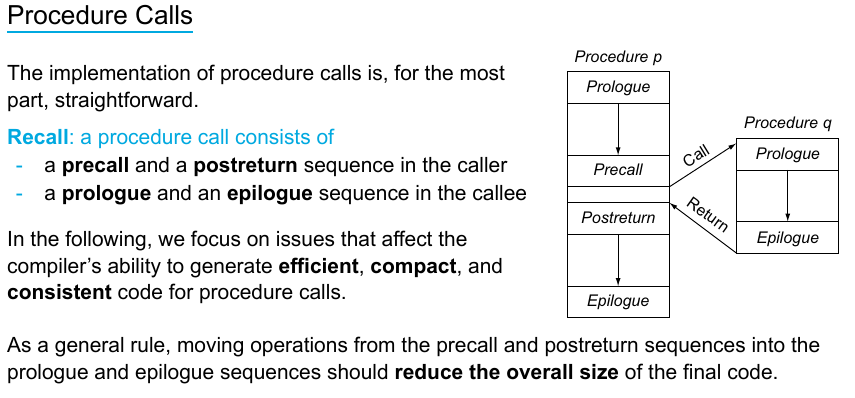 Procedure Calls
The implementation of procedure calls is, for the most
part, straightforward.
Recall: a procedure call consists of
- a precall and a postreturn sequence in the caller
- a prologue and an epilogue sequence in the callee
In the following, we focus on issues that affect the
compiler’s ability to generate efficient, compact, and
consistent code for procedure calls.
Procedure p
Prologue
Precall
Postreturn
Epilogue
Call
Return
Procedure q
Prologue
Epilogue
As a general rule, moving operations from the precall and postreturn sequences into the
prologue and epilogue sequences should reduce the overall size of the final code.